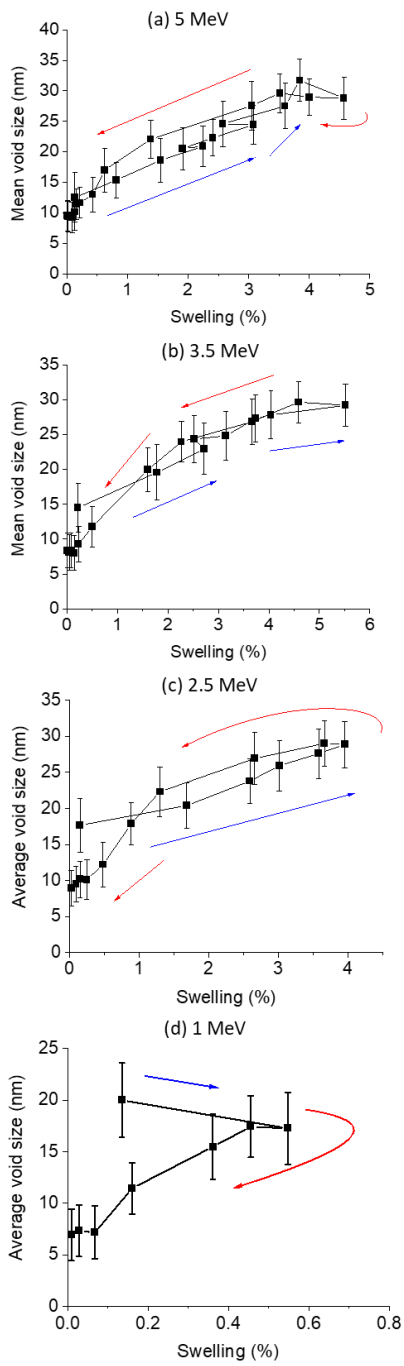 (a) 5 MeV
40
35
30
25
20
15
10
5
0
Mean void size (nm)
0 1 2 3 4 5
Swelling (%)
(b) 3.5 MeV
40
30
20
10
0
Mean void size (nm)
0 1 2 3 4 5 6
Swelling (%)
(c) 2.5 MeV
35
30
25
20
15
10
5
0
Average void size (nm)
0 1 2 3 4
Swelling (%)
(d) 1 MeV
25
20
15
10
5
0
Average void size (nm)
0.0 0.2 0.4 0.6 0.8
Swelling (%)